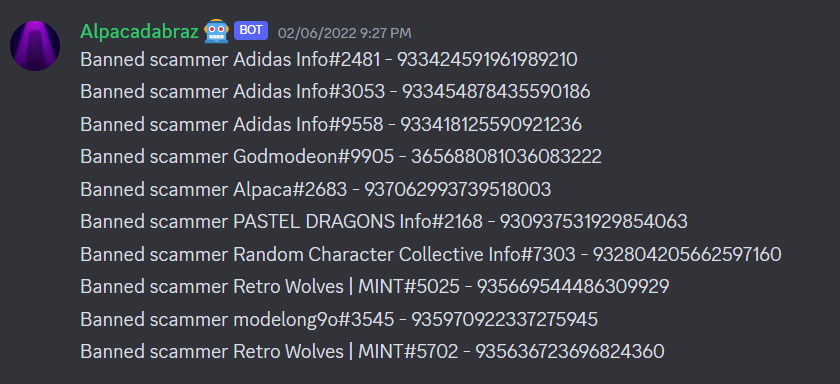 Alpacadabraz BOT 02/06/2022 9:27 PM
Banned scammer Adidas Info#2481 - 933424591961989210
Banned scammer Adidas Info#3053 - 933454878435590186
Banned scammer Adidas Info#9558 - 933418125590921236
Banned scammer Godmodeon#9905 - 365688081036083222
Banned scammer Alpaca#2683 - 937062993739518003
Banned scammer PASTEL DRAGONS Info#2168 - 930937531929854063
Banned scammer Random Character Collective Info#7303 - 932804205662597160
Banned scammer Retro Wolves | MINT#5025 - 935669544486309929
Banned scammer modelong9o#3545 - 935970922337275945
Banned scammer Retro Wolves | MINT#5702 - 935636723696824360